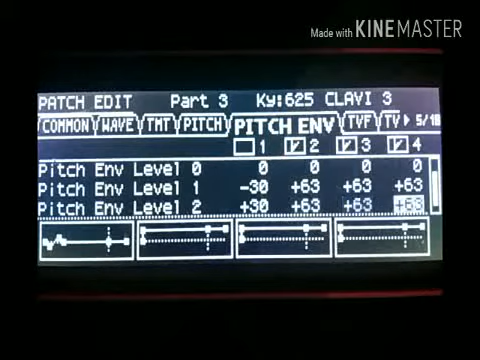 Made with KINEMASTER
PATCH EDIT Part 3 Ky:625 CLAVI 3
COMMON WAVE TMT PITCH PITCH ENV TVF TV 5/18
1 2 3 4
Pitch Env Level 0 0 0 0 0
Pitch Env Level 1 -30 +63 +63 +63
Pitch Env Level 2 +30 +63 +63 +63